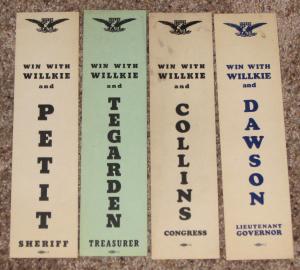 WIN WITH
WILLKIE
and
PETIT
SHERIFF
WIN WITH
WILLKIE
and
TEGARDEN
TREASURER
WIN WITH
WILLKIE
and
COLLINS
CONGRESS
WIN WITH
WILLKIE
and
DAWSON
LIEUTENANT
GOVERNOR